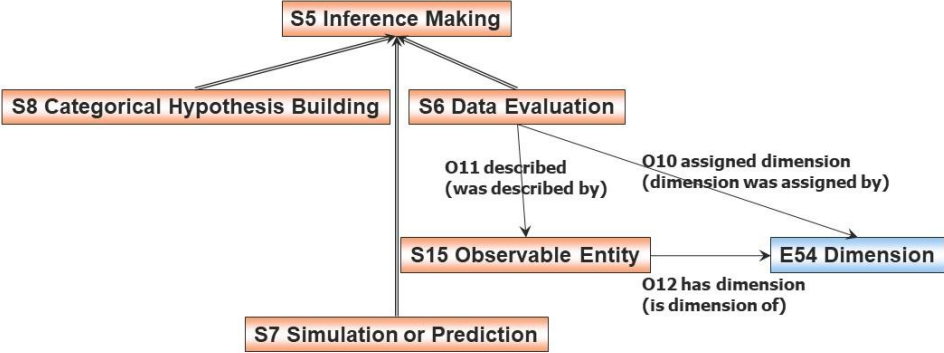 S5 Inference Making
S8 Categorical Hypothesis Building
S6 Data Evaluation
O11 described
(was described by)
O10 assigned dimension
(dimension was assigned by)
S15 Observable Entity
E54 Dimension
O12 has dimension
(is dimension of)
S7 Simulation or Prediction